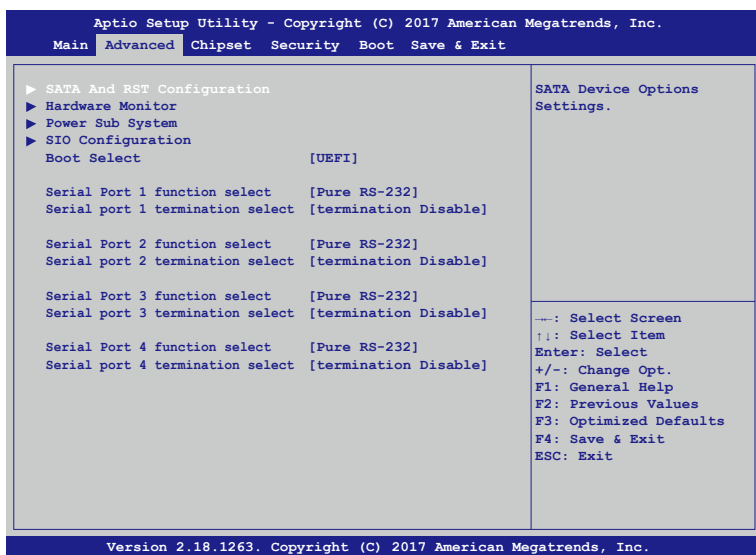 Aptio Setup Utility - Copyright (C) 2017 American Megatrends, Inc.
Main Advanced Chipset Security Boot Save & Exit
▶ SATA And RST Configuration
▶ Hardware Monitor
▶ Power Sub System
▶ SIO Configuration
Boot Select [UEFI]
Serial Port 1 function select [Pure RS-232]
Serial port 1 termination select [termination Disable]
Serial Port 2 function select [Pure RS-232]
Serial port 2 termination select [termination Disable]
Serial Port 3 function select [Pure RS-232]
Serial port 3 termination select [termination Disable]
Serial Port 4 function select [Pure RS-232]
Serial port 4 termination select [termination Disable]
SATA Device Options
Settings.
→←: Select Screen
↑↓: Select Item
Enter: Select
+/-: Change Opt.
F1: General Help
F2: Previous Values
F3: Optimized Defaults
F4: Save & Exit
ESC: Exit
Version 2.18.1263. Copyright (C) 2017 American Megatrends, Inc.